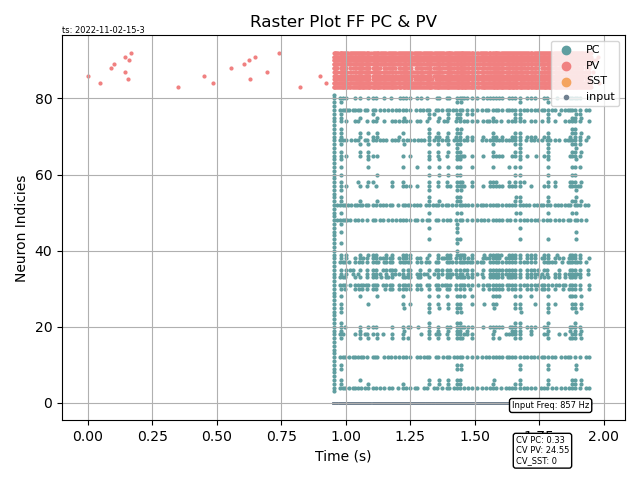 Raster Plot FF PC & PV
ts: 2022-11-02-15-3
PC
PV
SST
input
80
60
40
20
0
Neuron Indicies
Input Freq: 857 Hz
0.00 0.25 0.50 0.75 1.00 1.25 1.50 1.75 2.00
Time (s)
CV PC: 0.33
CV PV: 24.55
CV_SST: 0